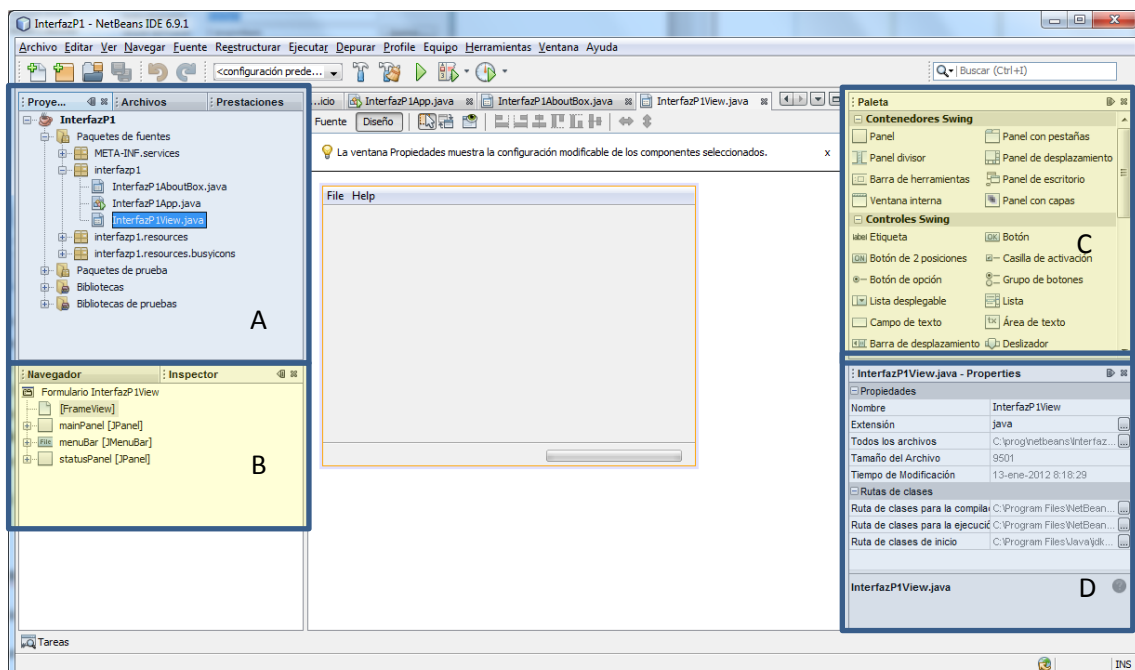 InterfazP1 - NetBeans IDE 6.9.1
Archivo Editar Ver Navegar Fuente Reestructurar Ejecutar Depurar Profile Equipo Herramientas Ventana Ayuda
<configuración prede...
Buscar (Ctrl+I)
Proye... Archivos Prestaciones
InterfazP1
Paquetes de fuentes
META-INF.services
interfazp1
InterfazP1AboutBox.java
InterfazP1App.java
InterfazP1View.java
interfazp1.resources
interfazp1.resources.busyicons
Paquetes de prueba
Bibliotecas
Bibliotecas de pruebas
A
Navegador Inspector
Formulario InterfazP1View
[FrameView]
mainPanel [JPanel]
menuBar [JMenuBar]
statusPanel [JPanel]
B
...icio InterfazP1App.java InterfazP1AboutBox.java InterfazP1View.java
Fuente Diseño
La ventana Propiedades muestra la configuración modificable de los componentes seleccionados. x
File Help
Paleta
Contenedores Swing
Panel Panel con pestañas
Panel divisor Panel de desplazamiento
Barra de herramientas Panel de escritorio
Ventana interna Panel con capas
Controles Swing
label Etiqueta OK Botón
ON Botón de 2 posiciones Casilla de activación
Botón de opción Grupo de botones
Lista desplegable Lista
Campo de texto Área de texto
Barra de desplazamiento Deslizador
C
InterfazP1View.java - Properties
Propiedades
Nombre InterfazP1View
Extensión java
Todos los archivos C:\prog\netbeans\Interfaz...
Tamaño del Archivo 9501
Tiempo de Modificación 13-ene-2012 8:18:29
Rutas de clases
Ruta de clases para la compila C:\Program Files\NetBean...
Ruta de clases para la ejecució C:\Program Files\NetBean...
Ruta de clases de inicio C:\Program Files\Java\jdk...
InterfazP1View.java
D
Tareas
INS